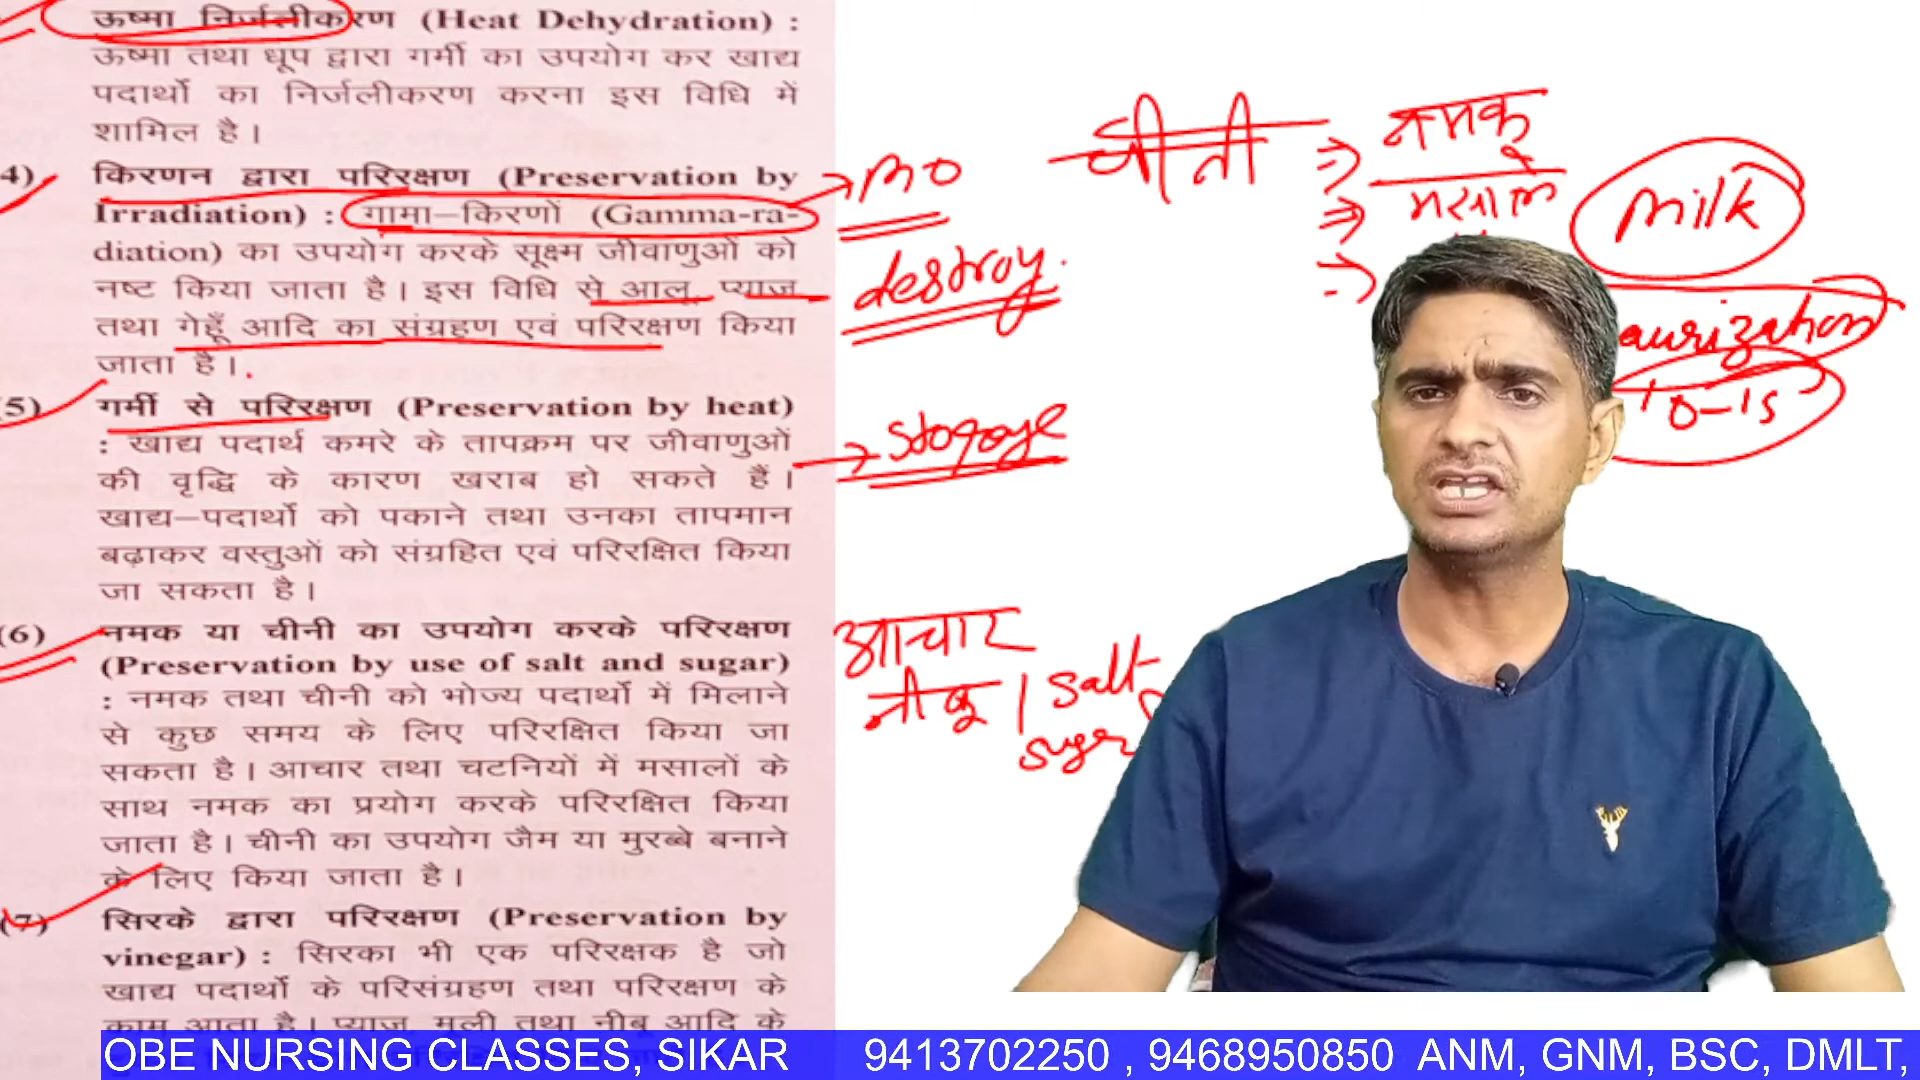 ऊष्मा निर्जलीकरण (Heat Dehydration) :
ऊष्मा तथा धूप द्वारा गर्मी का उपयोग कर खाद्य
पदार्थो का निर्जलीकरण करना इस विधि में
शामिल है।
4) किरणन द्वारा परिरक्षण (Preservation by
Irradiation) : गामा–किरणों (Gamma-ra-
diation) का उपयोग करके सूक्ष्म जीवाणुओं को
नष्ट किया जाता है। इस विधि से आलू, प्याज
तथा गेहूँ आदि का संग्रहण एवं परिरक्षण किया
जाता है।
(5) गर्मी से परिरक्षण (Preservation by heat)
: खाद्य पदार्थ कमरे के तापक्रम पर जीवाणुओं
की वृद्धि के कारण खराब हो सकते हैं।
खाद्य–पदार्थो को पकाने तथा उनका तापमान
बढ़ाकर वस्तुओं को संग्रहित एवं परिरक्षित किया
जा सकता है।
(6) नमक या चीनी का उपयोग करके परिरक्षण
(Preservation by use of salt and sugar)
: नमक तथा चीनी को भोज्य पदार्थो में मिलाने
से कुछ समय के लिए परिरक्षित किया जा
सकता है। आचार तथा चटनियों में मसालों के
साथ नमक का प्रयोग करके परिरक्षित किया
जाता है। चीनी का उपयोग जैम या मुरब्बे बनाने
के लिए किया जाता है।
(7) सिरके द्वारा परिरक्षण (Preservation by
vinegar) : सिरका भी एक परिरक्षक है जो
खाद्य पदार्थो के परिसंग्रहण तथा परिरक्षण के
काम आता है। प्याज, मूली तथा नीबू आदि के
→ mo
destroy.
→ storage
आचार
नीबू | salt
sugar
चीनी ⇒ नमक
⇒ मसाले
milk
aurization
10-15
OBE NURSING CLASSES, SIKAR 9413702250 , 9468950850 ANM, GNM, BSC, DMLT,